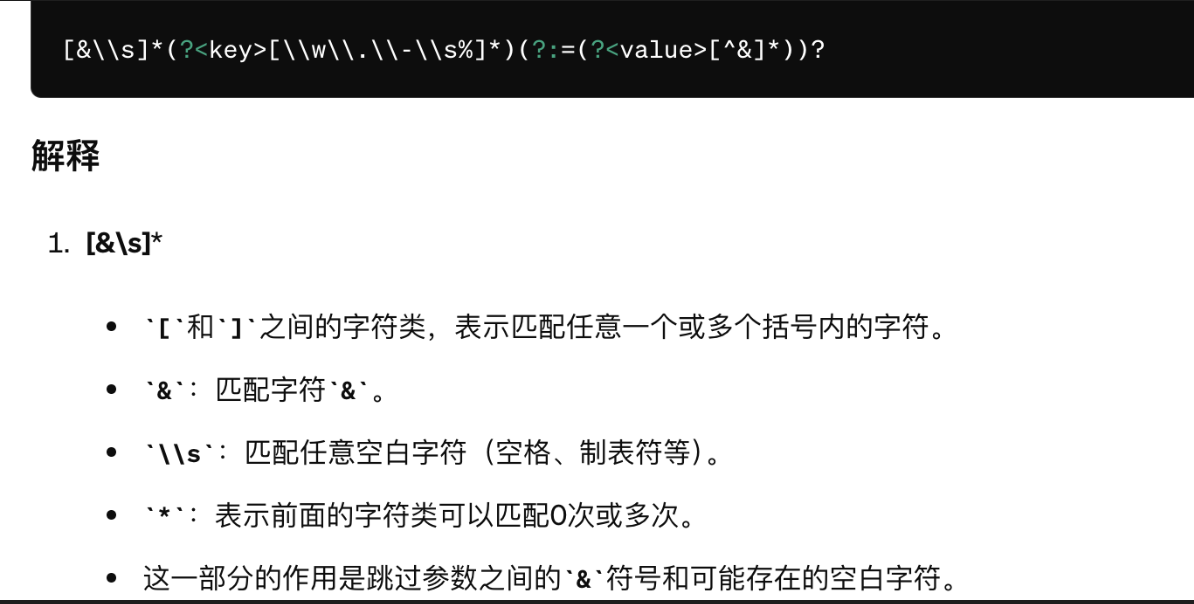 [&\\s]*(?<key>[\\w\\.\\-\\s%]*)(?:=(?<value>[^&]*))?
解释
1. [&\s]*
• `[`和`]`之间的字符类，表示匹配任意一个或多个括号内的字符。
• `&`：匹配字符`&`。
• `\\s`：匹配任意空白字符（空格、制表符等）。
• `*`：表示前面的字符类可以匹配0次或多次。
• 这一部分的作用是跳过参数之间的`&`符号和可能存在的空白字符。